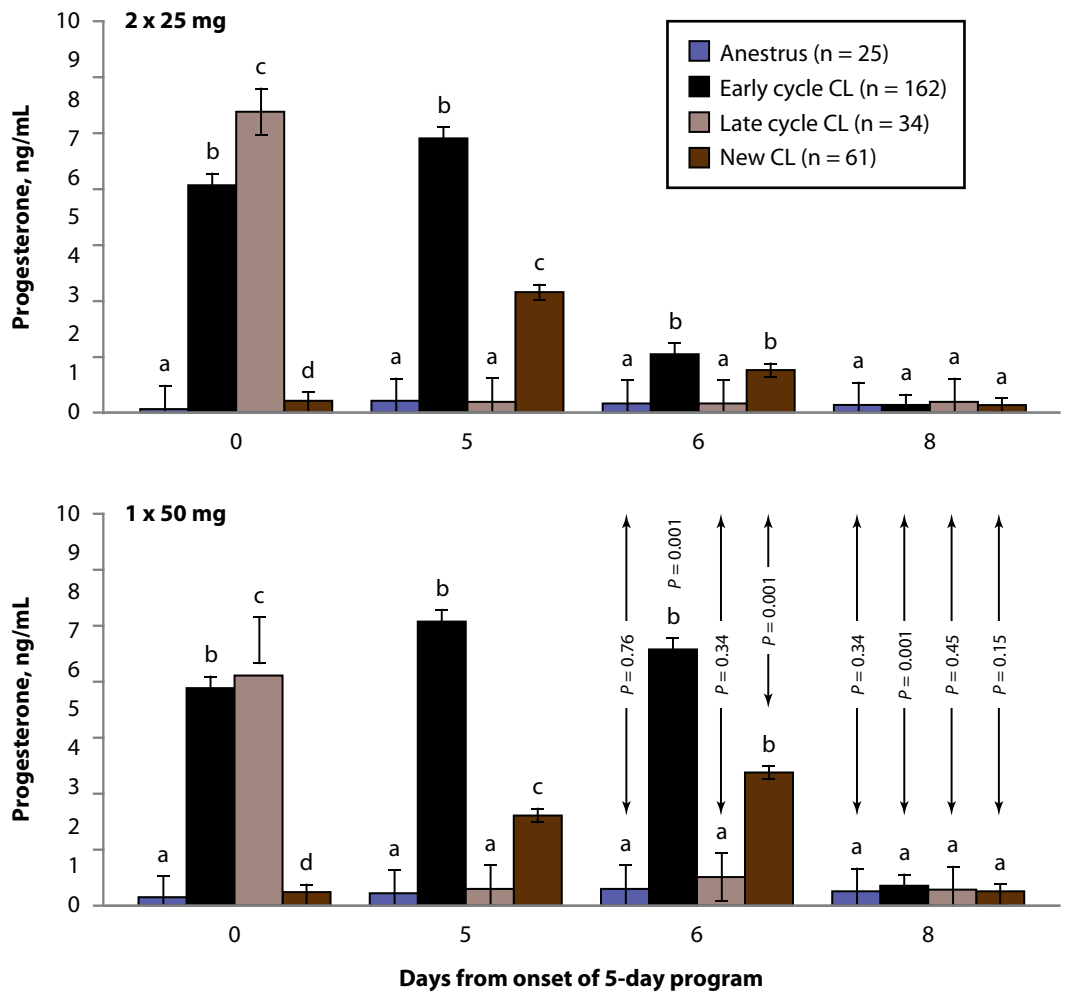 2 x 25 mg
Anestrus (n = 25)
Early cycle CL (n = 162)
Late cycle CL (n = 34)
New CL (n = 61)
Progesterone, ng/mL
10
9
8
7
6
5
4
3
2
1
0
a b c d
a b a c
a b a b
a a a a
0 5 6 8
1 x 50 mg
Progesterone, ng/mL
10
9
8
7
6
5
4
3
2
1
0
a b c d
a b a c
a b a b
a a a a
P = 0.76
P = 0.001
P = 0.34
P = 0.001
P = 0.34
P = 0.001
P = 0.45
P = 0.15
0 5 6 8
Days from onset of 5-day program